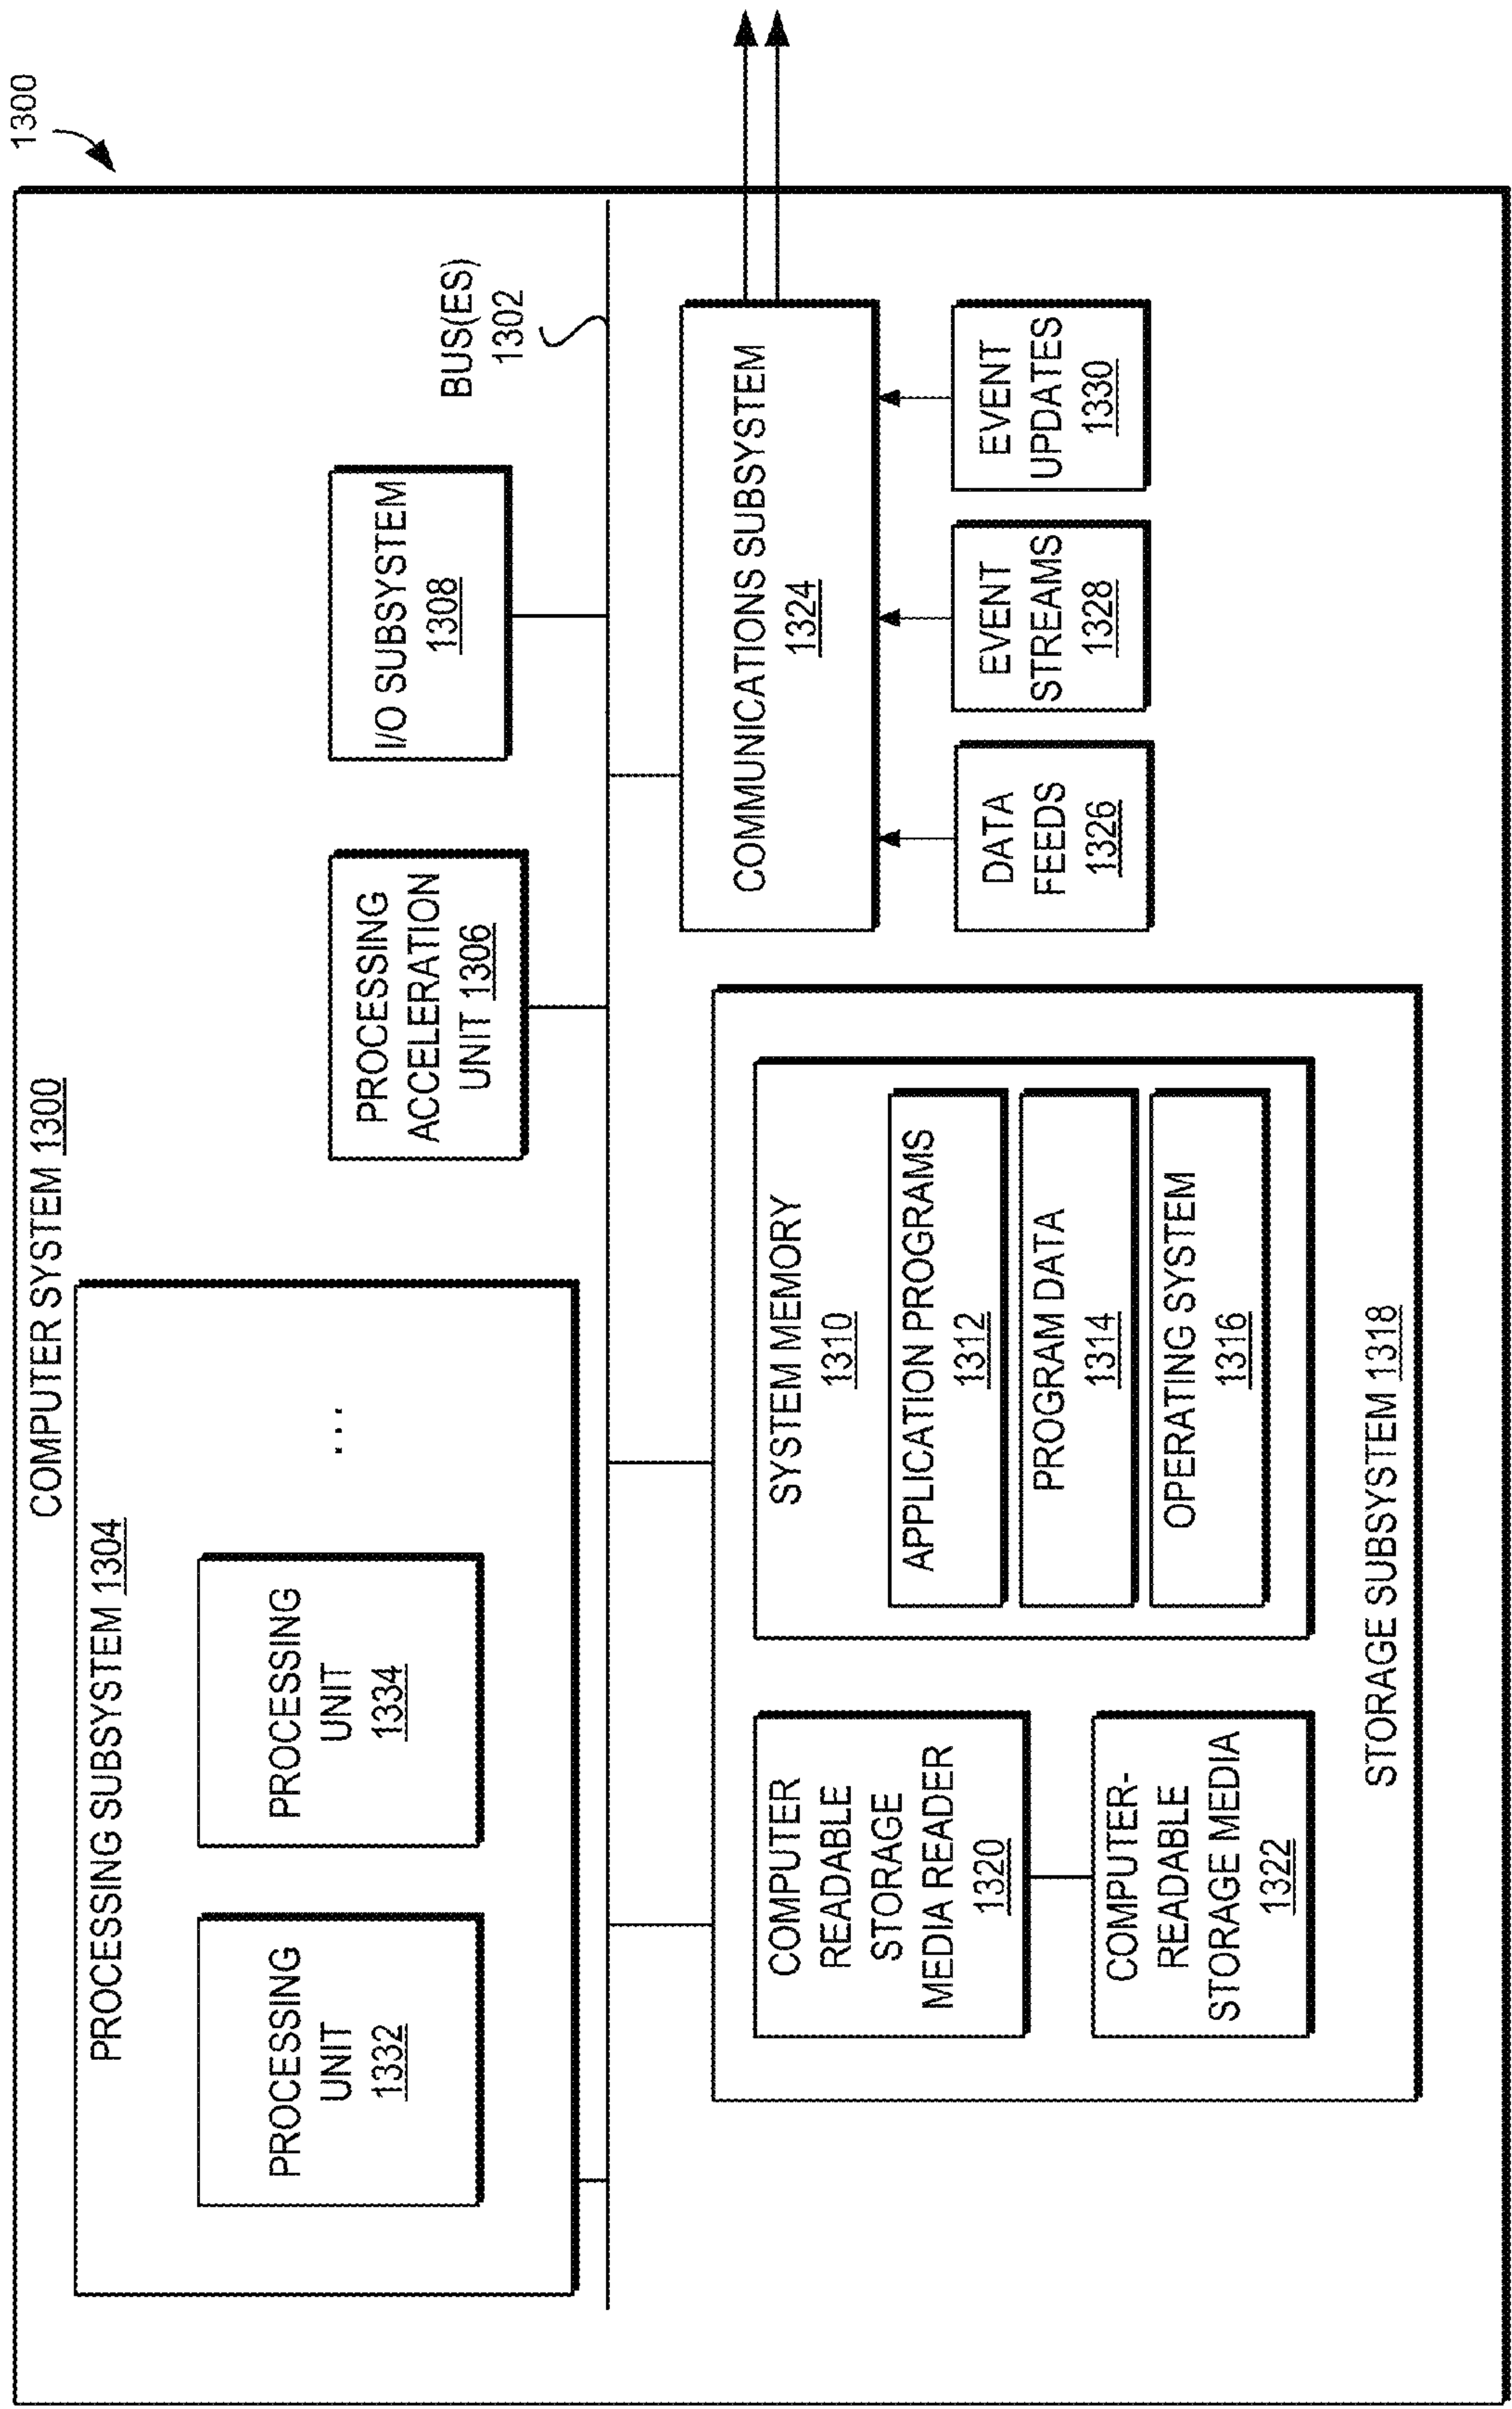 1300
COMPUTER SYSTEM 1300
PROCESSING SUBSYSTEM 1304
PROCESSING
UNIT
1332
PROCESSING
UNIT
1334
...
PROCESSING
ACCELERATION
UNIT 1306
I/O SUBSYSTEM
1308
BUS(ES)
1302
COMPUTER
READABLE
STORAGE
MEDIA READER
1320
COMPUTER-
READABLE
STORAGE MEDIA
1322
SYSTEM MEMORY
1310
APPLICATION PROGRAMS
1312
PROGRAM DATA
1314
OPERATING SYSTEM
1316
STORAGE SUBSYSTEM 1318
COMMUNICATIONS SUBSYSTEM
1324
DATA
FEEDS
1326
EVENT
STREAMS
1328
EVENT
UPDATES
1330